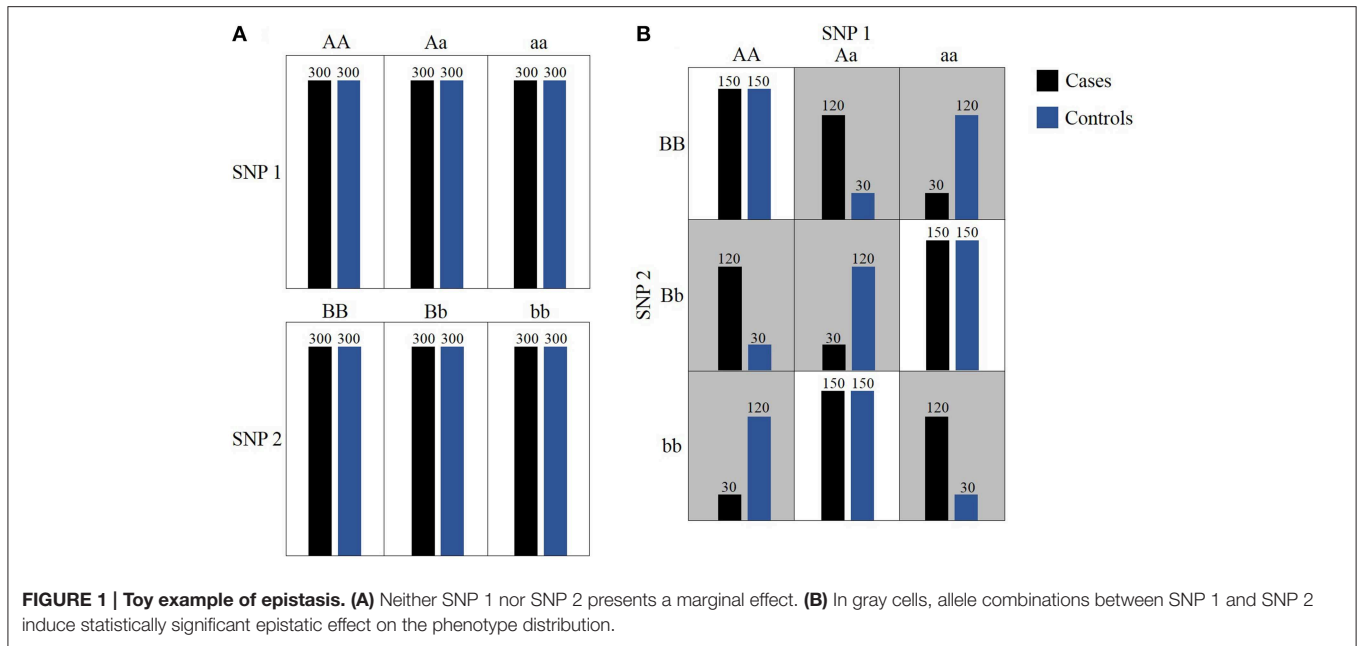 A
AA Aa aa
300 300 300 300 300 300
SNP 1
BB Bb bb
300 300 300 300 300 300
SNP 2
B
SNP 1
AA Aa aa
150 150 120 30 30 120
BB
120 30 30 120 150 150
Bb
SNP 2
30 120 150 150 120 30
bb
Cases
Controls
FIGURE 1 | Toy example of epistasis. (A) Neither SNP 1 nor SNP 2 presents a marginal effect. (B) In gray cells, allele combinations between SNP 1 and SNP 2
induce statistically significant epistatic effect on the phenotype distribution.